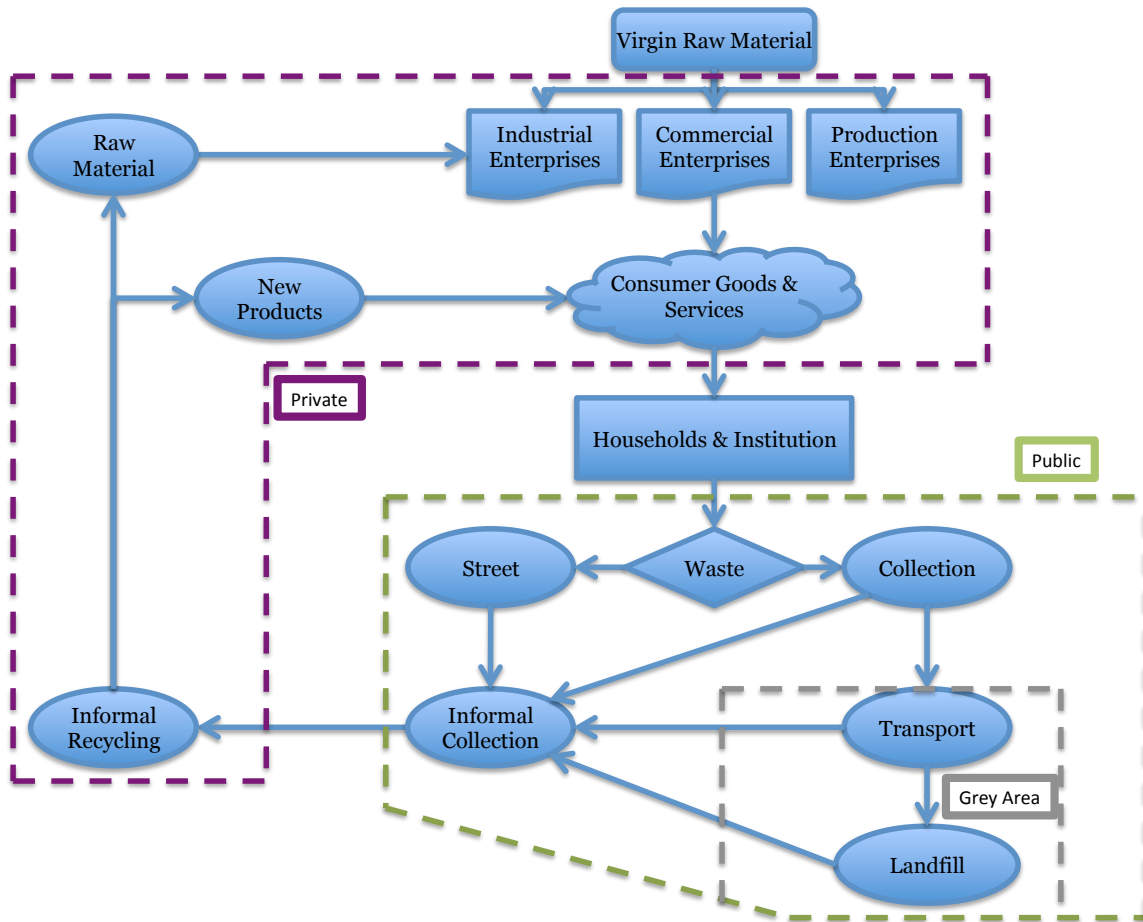 Virgin Raw Material
Industrial
Enterprises
Commercial
Enterprises
Production
Enterprises
Raw
Material
New
Products
Consumer Goods &
Services
Private
Households & Institution
Public
Street
Waste
Collection
Informal
Recycling
Informal
Collection
Transport
Grey Area
Landfill